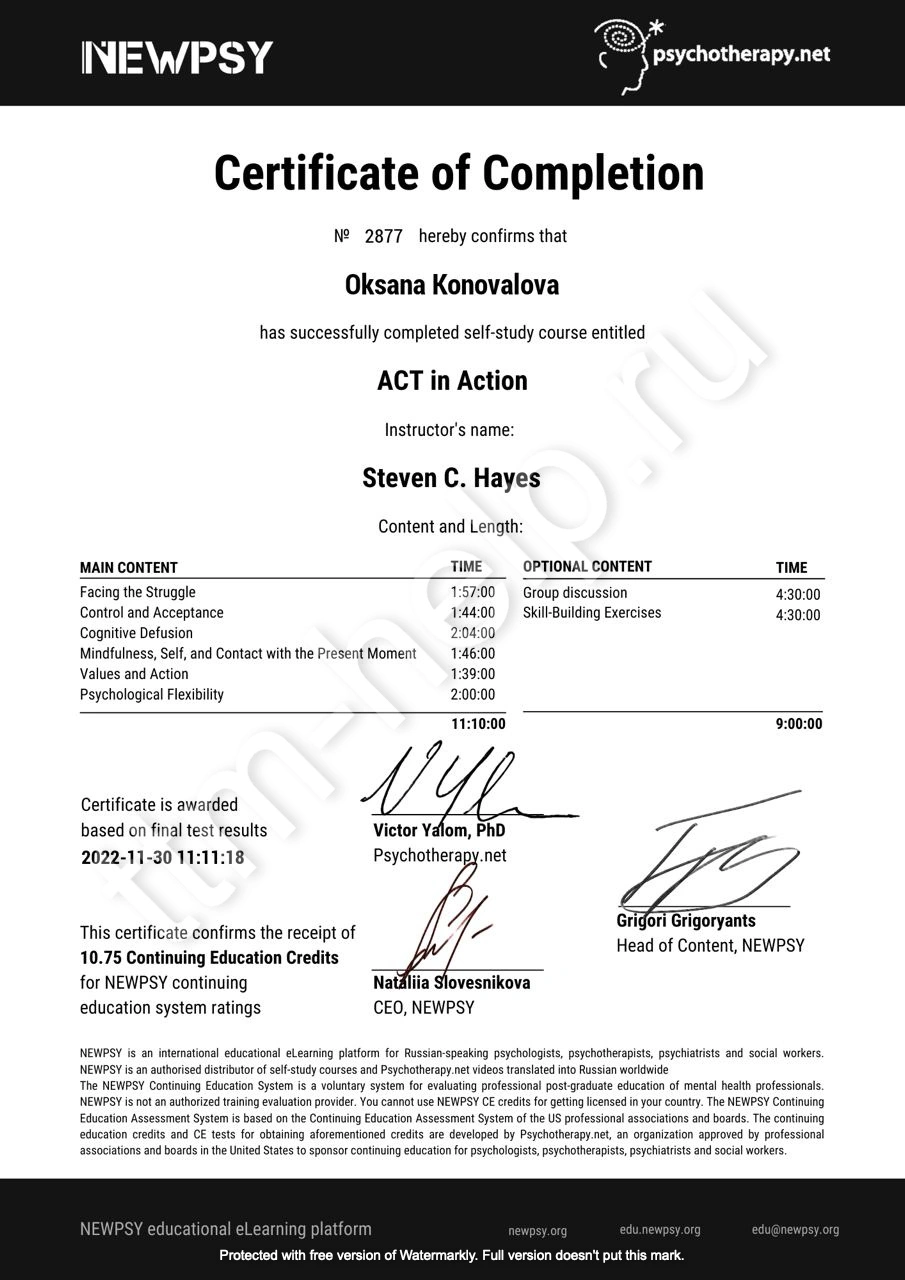 NEWPSY
psychotherapy.net
Certificate of Completion
№ 2877 hereby confirms that
Oksana Konovalova
has successfully completed self-study course entitled
ACT in Action
Instructor's name:
Steven C. Hayes
Content and Length:
MAIN CONTENT TIME
Facing the Struggle 1:57:00
Control and Acceptance 1:44:00
Cognitive Defusion 2:04:00
Mindfulness, Self, and Contact with the Present Moment 1:46:00
Values and Action 1:39:00
Psychological Flexibility 2:00:00
11:10:00
OPTIONAL CONTENT TIME
Group discussion 4:30:00
Skill-Building Exercises 4:30:00
9:00:00
Certificate is awarded
based on final test results
2022-11-30 11:11:18
This certificate confirms the receipt of
10.75 Continuing Education Credits
for NEWPSY continuing
education system ratings
Victor Yalom, PhD
Psychotherapy.net
Nataliia Slovesnikova
CEO, NEWPSY
Grigori Grigoryants
Head of Content, NEWPSY
NEWPSY is an international educational eLearning platform for Russian-speaking psychologists, psychotherapists, psychiatrists and social workers.
NEWPSY is an authorised distributor of self-study courses and Psychotherapy.net videos translated into Russian worldwide
The NEWPSY Continuing Education System is a voluntary system for evaluating professional post-graduate education of mental health professionals.
NEWPSY is not an authorized training evaluation provider. You cannot use NEWPSY CE credits for getting licensed in your country. The NEWPSY Continuing
Education Assessment System is based on the Continuing Education Assessment System of the US professional associations and boards. The continuing
education credits and CE tests for obtaining aforementioned credits are developed by Psychotherapy.net, an organization approved by professional
associations and boards in the United States to sponsor continuing education for psychologists, psychotherapists, psychiatrists and social workers.
NEWPSY educational eLearning platform
newpsy.org
edu.newpsy.org
edu@newpsy.org
Protected with free version of Watermarkly. Full version doesn't put this mark.
ttm-help.ru